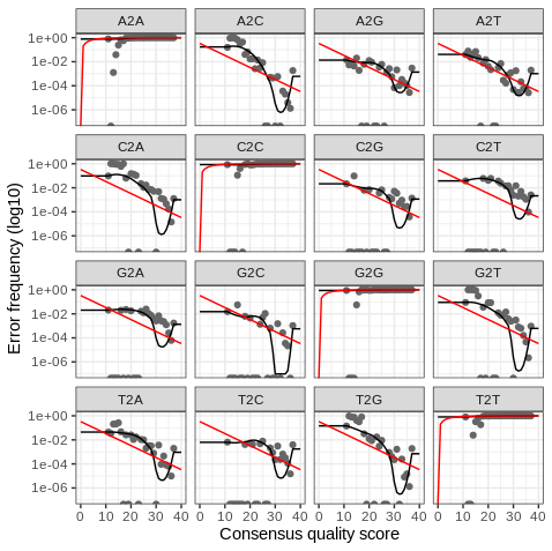 A2A A2C A2G A2T
1e+00
1e-02
1e-04
1e-06
C2A C2C C2G C2T
1e+00
1e-02
1e-04
1e-06
G2A G2C G2G G2T
1e+00
1e-02
1e-04
1e-06
T2A T2C T2G T2T
1e+00
1e-02
1e-04
1e-06
0 10 20 30 40 0 10 20 30 40 0 10 20 30 40 0 10 20 30 40
Consensus quality score
Error frequency (log10)